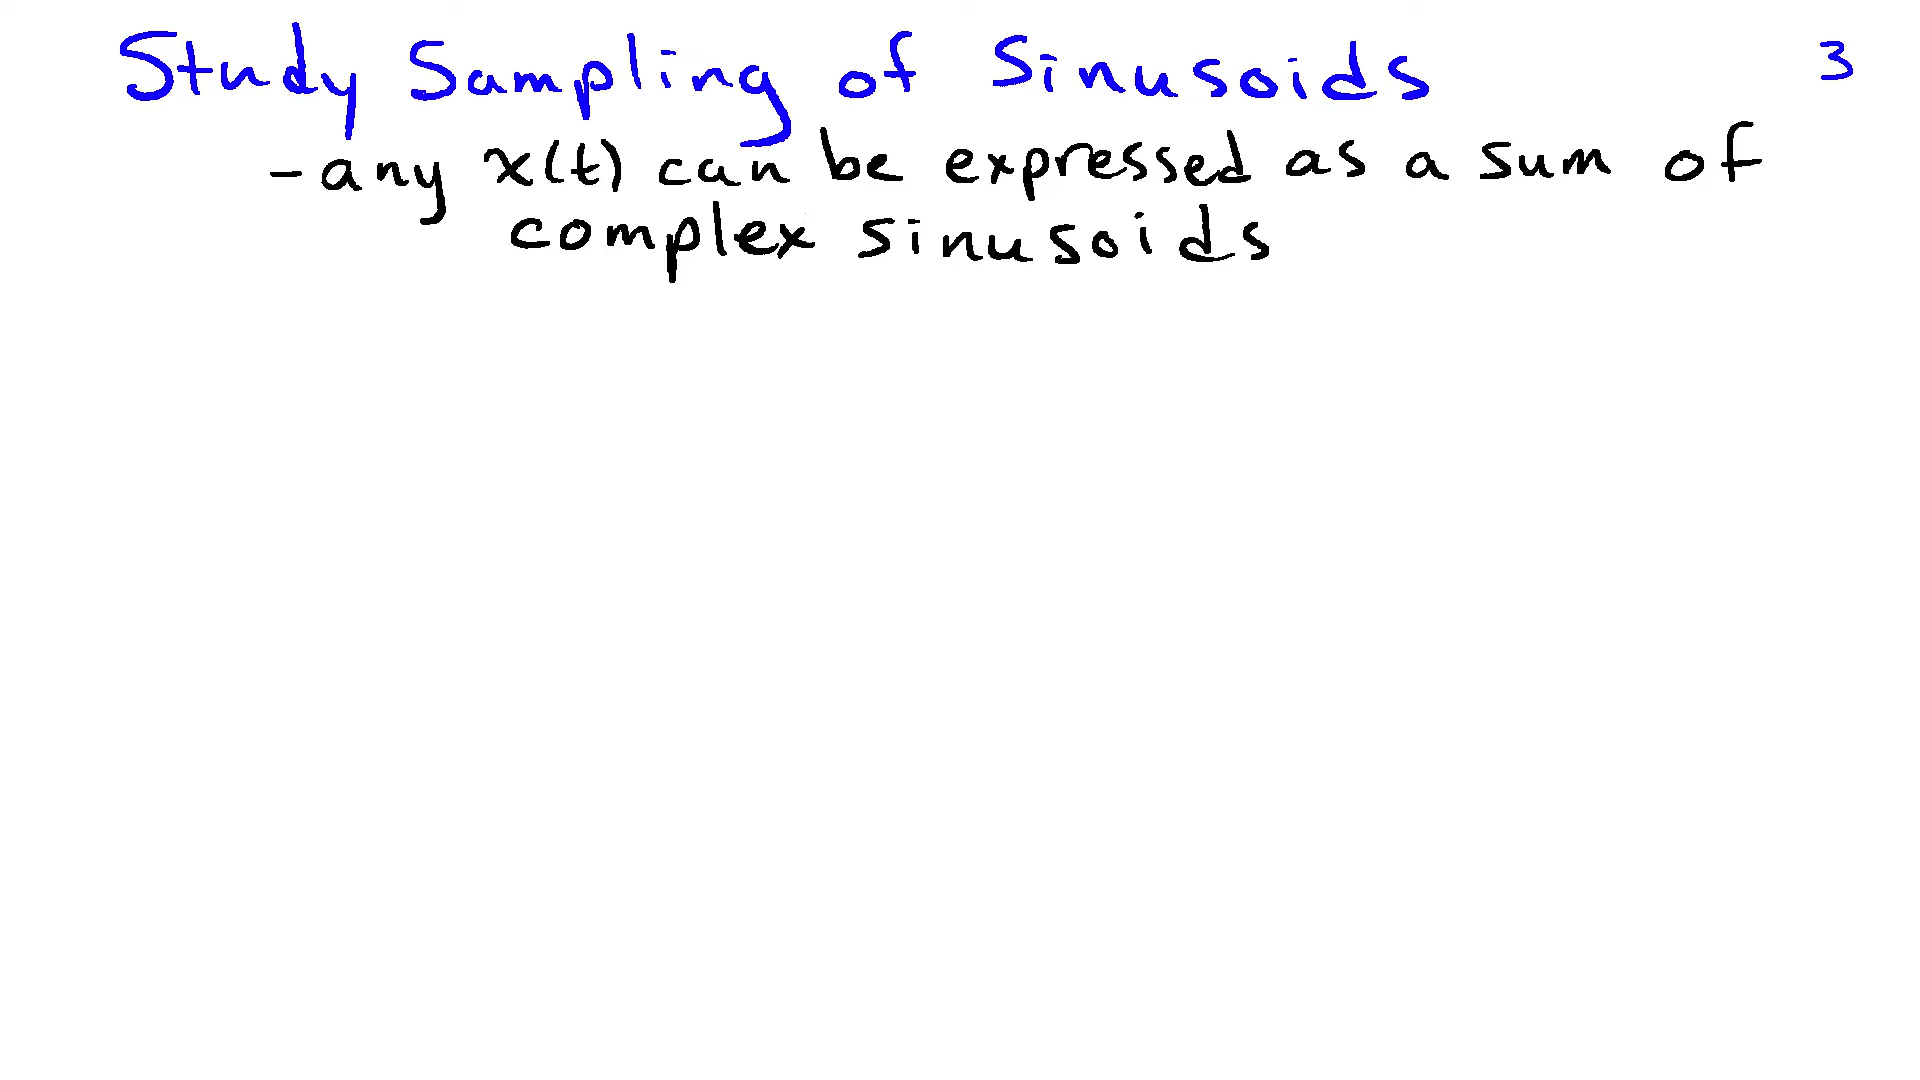 Study Sampling of Sinusoids 3
- any x(t) can be expressed as a sum of
complex sinusoids